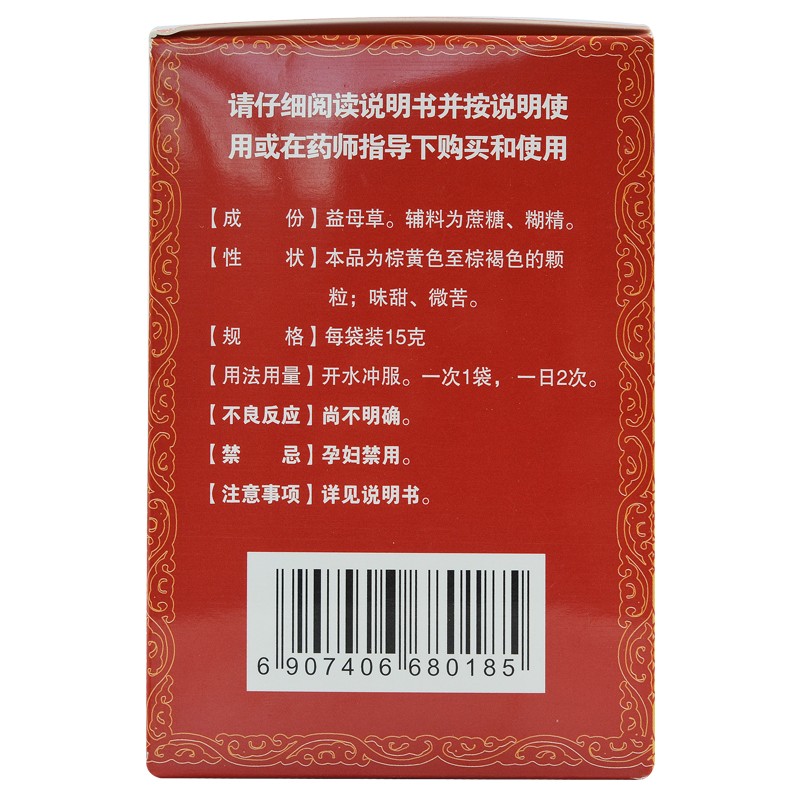 请仔细阅读说明书并按说明使
用或在药师指导下购买和使用
【成 份】益母草。辅料为蔗糖、糊精。
【性 状】本品为棕黄色至棕褐色的颗
粒；味甜、微苦。
【规 格】每袋装15克
【用法用量】开水冲服。一次1袋，一日2次。
【不良反应】尚不明确。
【禁 忌】孕妇禁用。
【注意事项】详见说明书。
6 907406 680185